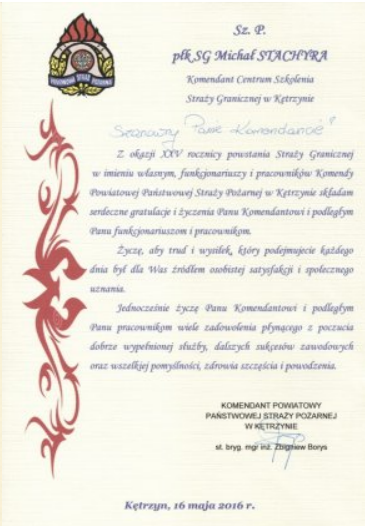 Sz. P.
płk SG Michał STACHYRA
Komendant Centrum Szkolenia
Straży Granicznej w Kętrzynie
Szanowny Panie Komendancie!
Z okazji XXV rocznicy powstania Straży Granicznej
w imieniu własnym, funkcjonariuszy i pracowników Komendy
Powiatowej Państwowej Straży Pożarnej w Kętrzynie składam
serdeczne gratulacje i życzenia Panu Komendantowi i podległym
Panu funkcjonariuszom i pracownikom.
Życzę, aby trud i wysiłek, który podejmujecie każdego
dnia był dla Was źródłem osobistej satysfakcji i społecznego
uznania.
Jednocześnie życzę Panu Komendantowi i podległym
Panu pracownikom wiele zadowolenia płynącego z poczucia
dobrze wypełnionej służby, dalszych sukcesów zawodowych
oraz wszelkiej pomyślności, zdrowia szczęścia i powodzenia.
KOMENDANT POWIATOWY
PAŃSTWOWEJ STRAŻY POŻARNEJ
W KĘTRZYNIE
st. bryg. mgr inż. Zbigniew Borys
Kętrzyn, 16 maja 2016 r.